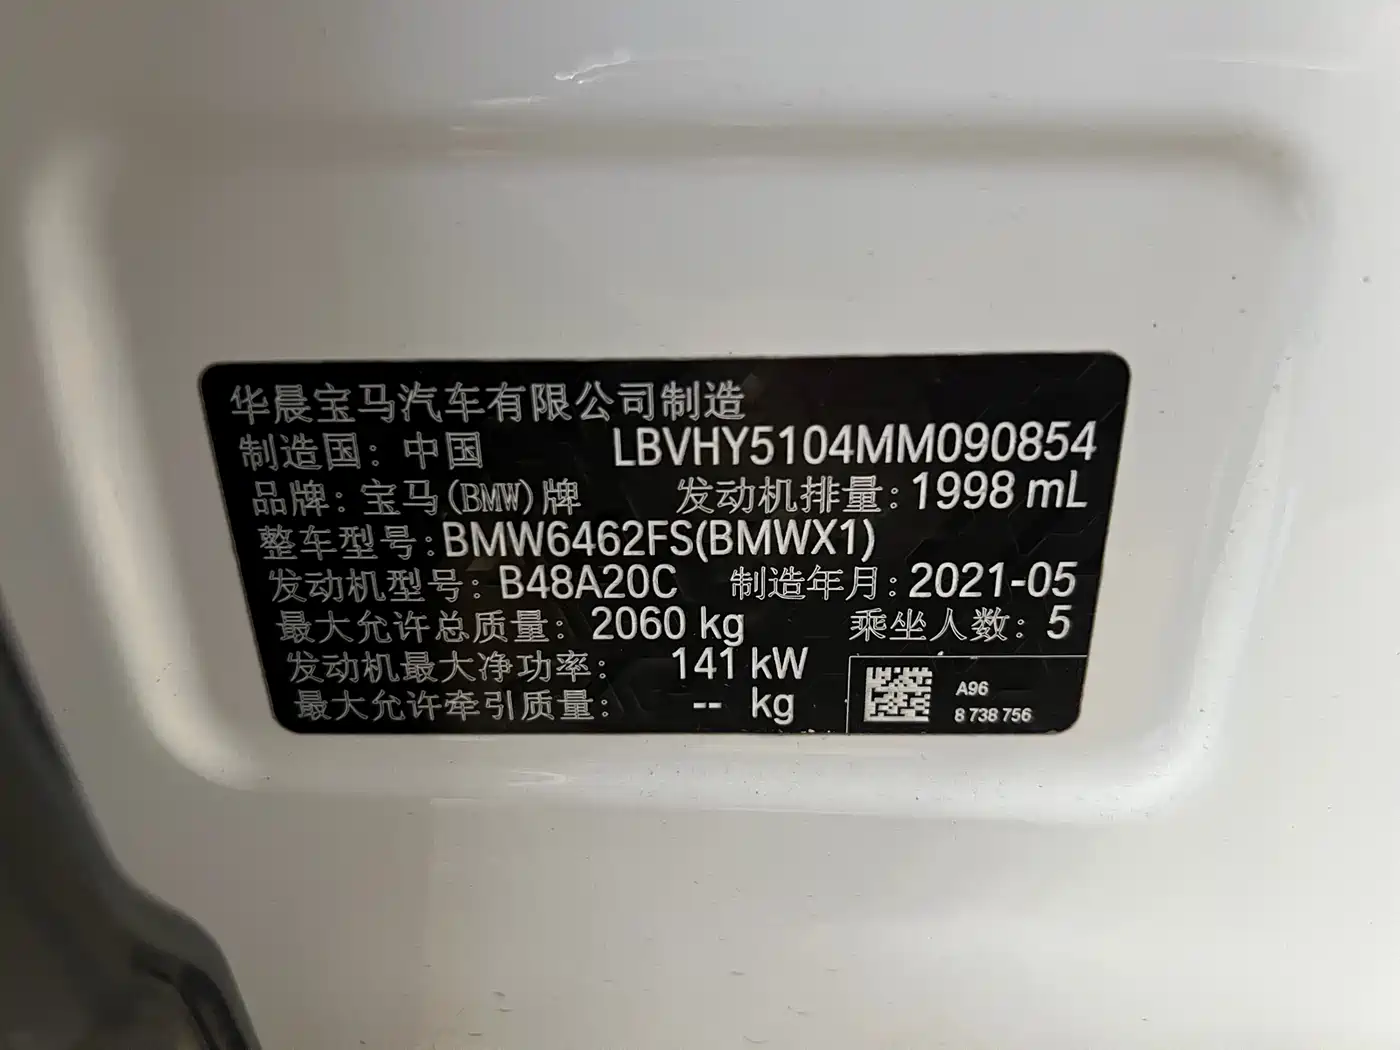 华晨宝马汽车有限公司制造
制造国：中国 LBVHY5104MM090854
品牌：宝马(BMW)牌 发动机排量：1998 mL
整车型号：BMW6462FS(BMWX1)
发动机型号：B48A20C 制造年月：2021-05
最大允许总质量：2060 kg 乘坐人数：5
发动机最大净功率：141 kW
最大允许牵引质量：-- kg
A96
8 738 756